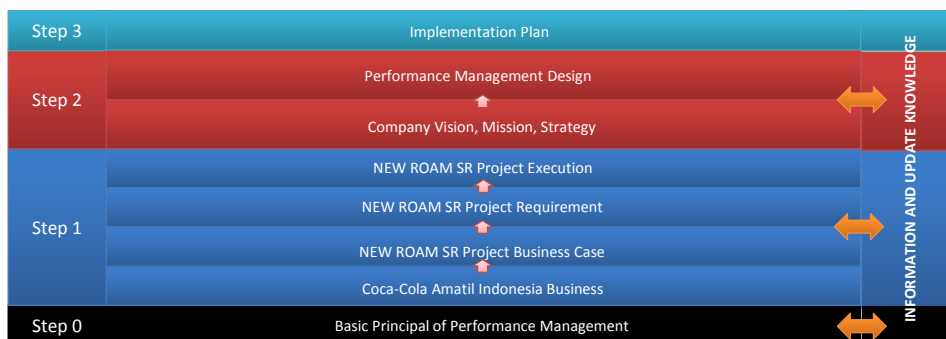 Step 3
Implementation Plan
Step 2
Performance Management Design
Company Vision, Mission, Strategy
Step 1
NEW ROAM SR Project Execution
NEW ROAM SR Project Requirement
NEW ROAM SR Project Business Case
Coca-Cola Amatil Indonesia Business
Step 0
Basic Principal of Performance Management
INFORMATION AND UPDATE KNOWLEDGE